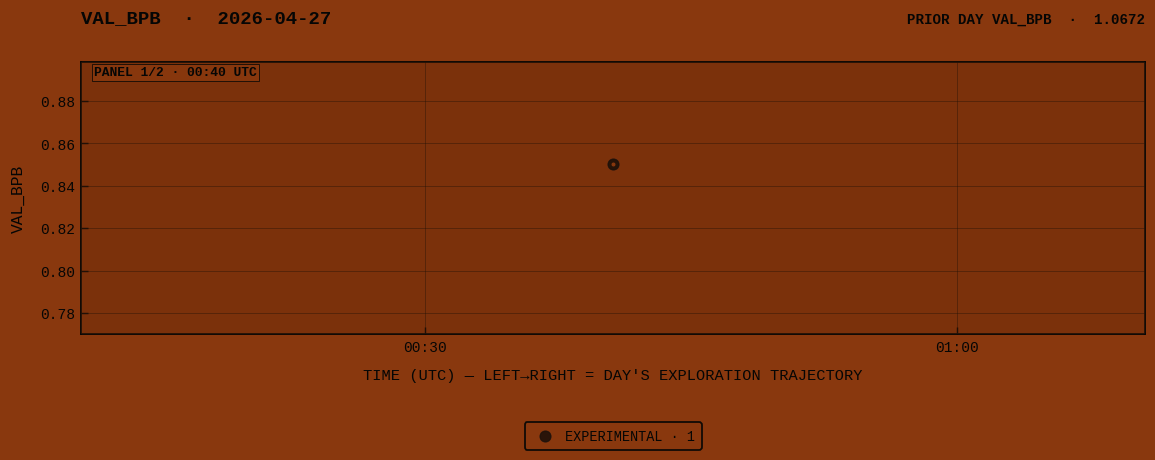 VAL_BPB · 2026-04-27
PRIOR DAY VAL_BPB · 1.0672
PANEL 1/2 · 00:40 UTC
0.88
0.86
0.84
0.82
0.80
0.78
VAL_BPB
00:30
01:00
TIME (UTC) — LEFT→RIGHT = DAY'S EXPLORATION TRAJECTORY
EXPERIMENTAL · 1